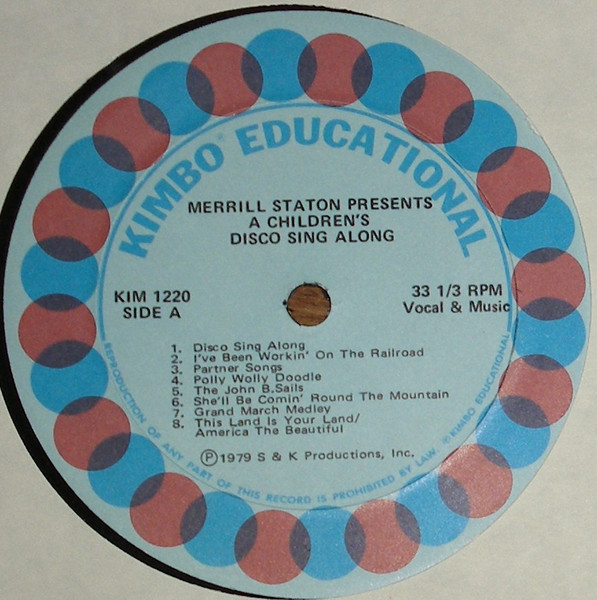 KIMBO EDUCATIONAL
MERRILL STATON PRESENTS
A CHILDREN'S
DISCO SING ALONG
KIM 1220
SIDE A
33 1/3 RPM
Vocal & Music
1. Disco Sing Along
2. I've Been Workin' On The Railroad
3. Partner Songs
4. Polly Wolly Doodle
5. The John B.Sails
6. She'll Be Comin' Round The Mountain
7. Grand March Medley
8. This Land Is Your Land/
America The Beautiful
Ⓟ1979 S & K Productions, Inc.
REPRODUCTION OF ANY PART OF THIS RECORD IS PROHIBITED BY LAW. ℗ KIMBO EDUCATIONAL